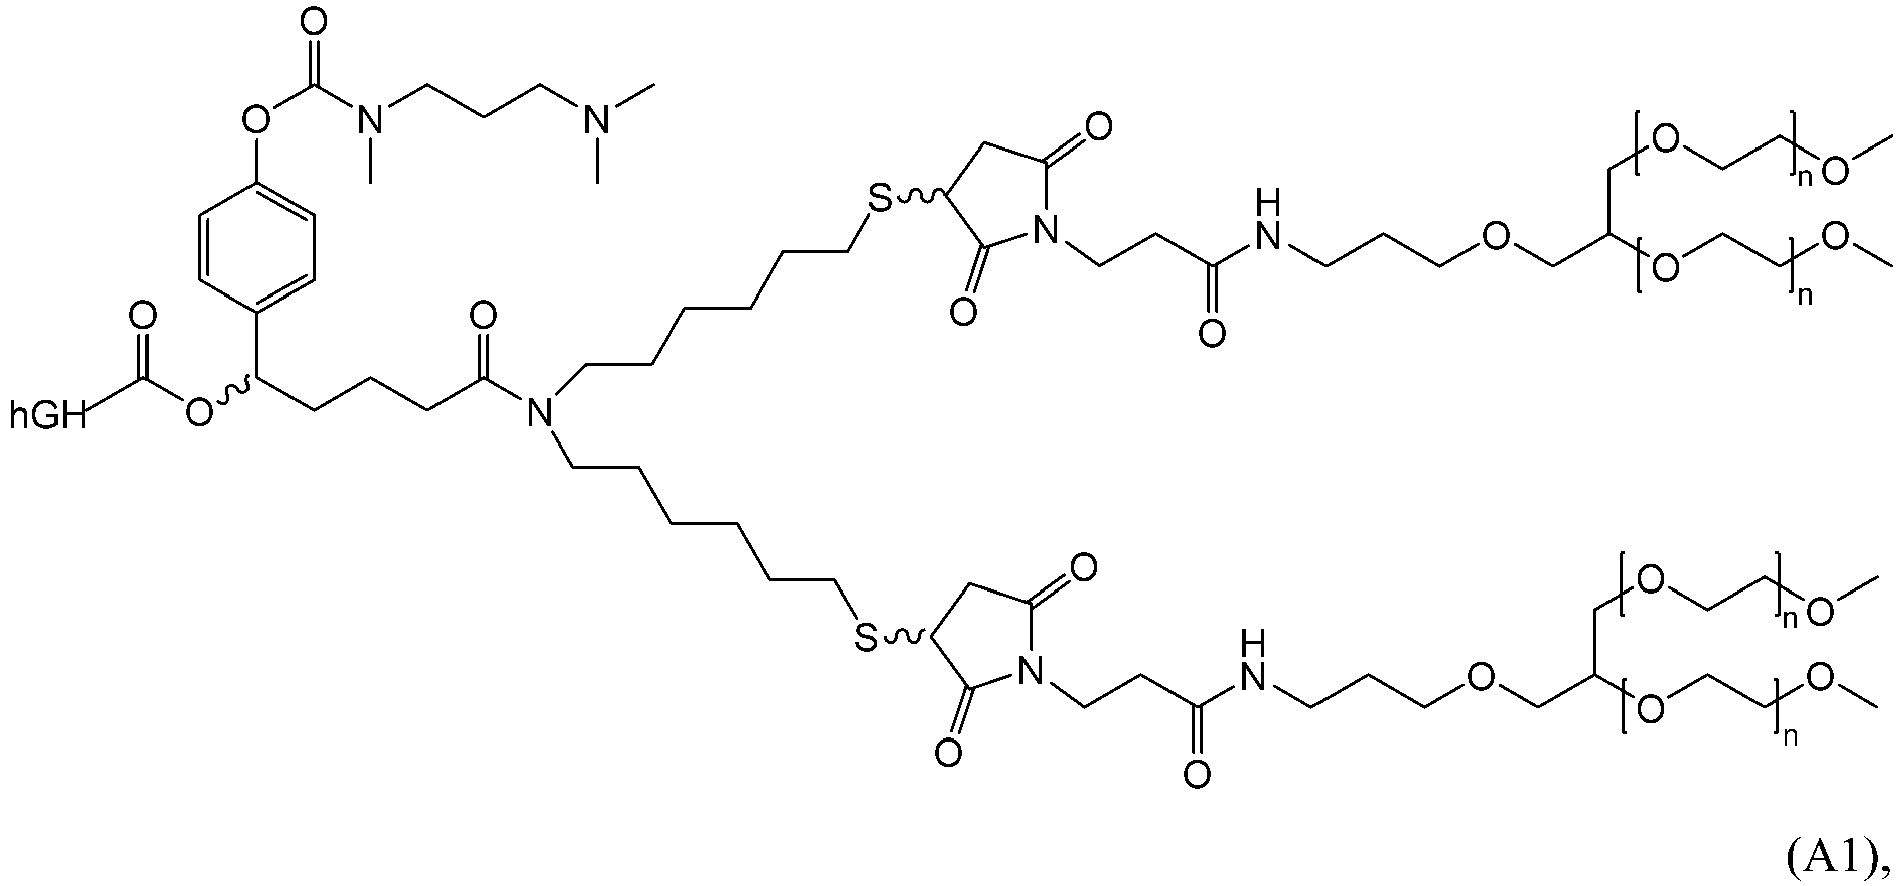 O
O N N
O O [ O ] n O
S H
N N O [ O ] n O
O O O
O
hGH O N
O [ O ] n O
S H
N N O [ O ] n O
O O
(A1),